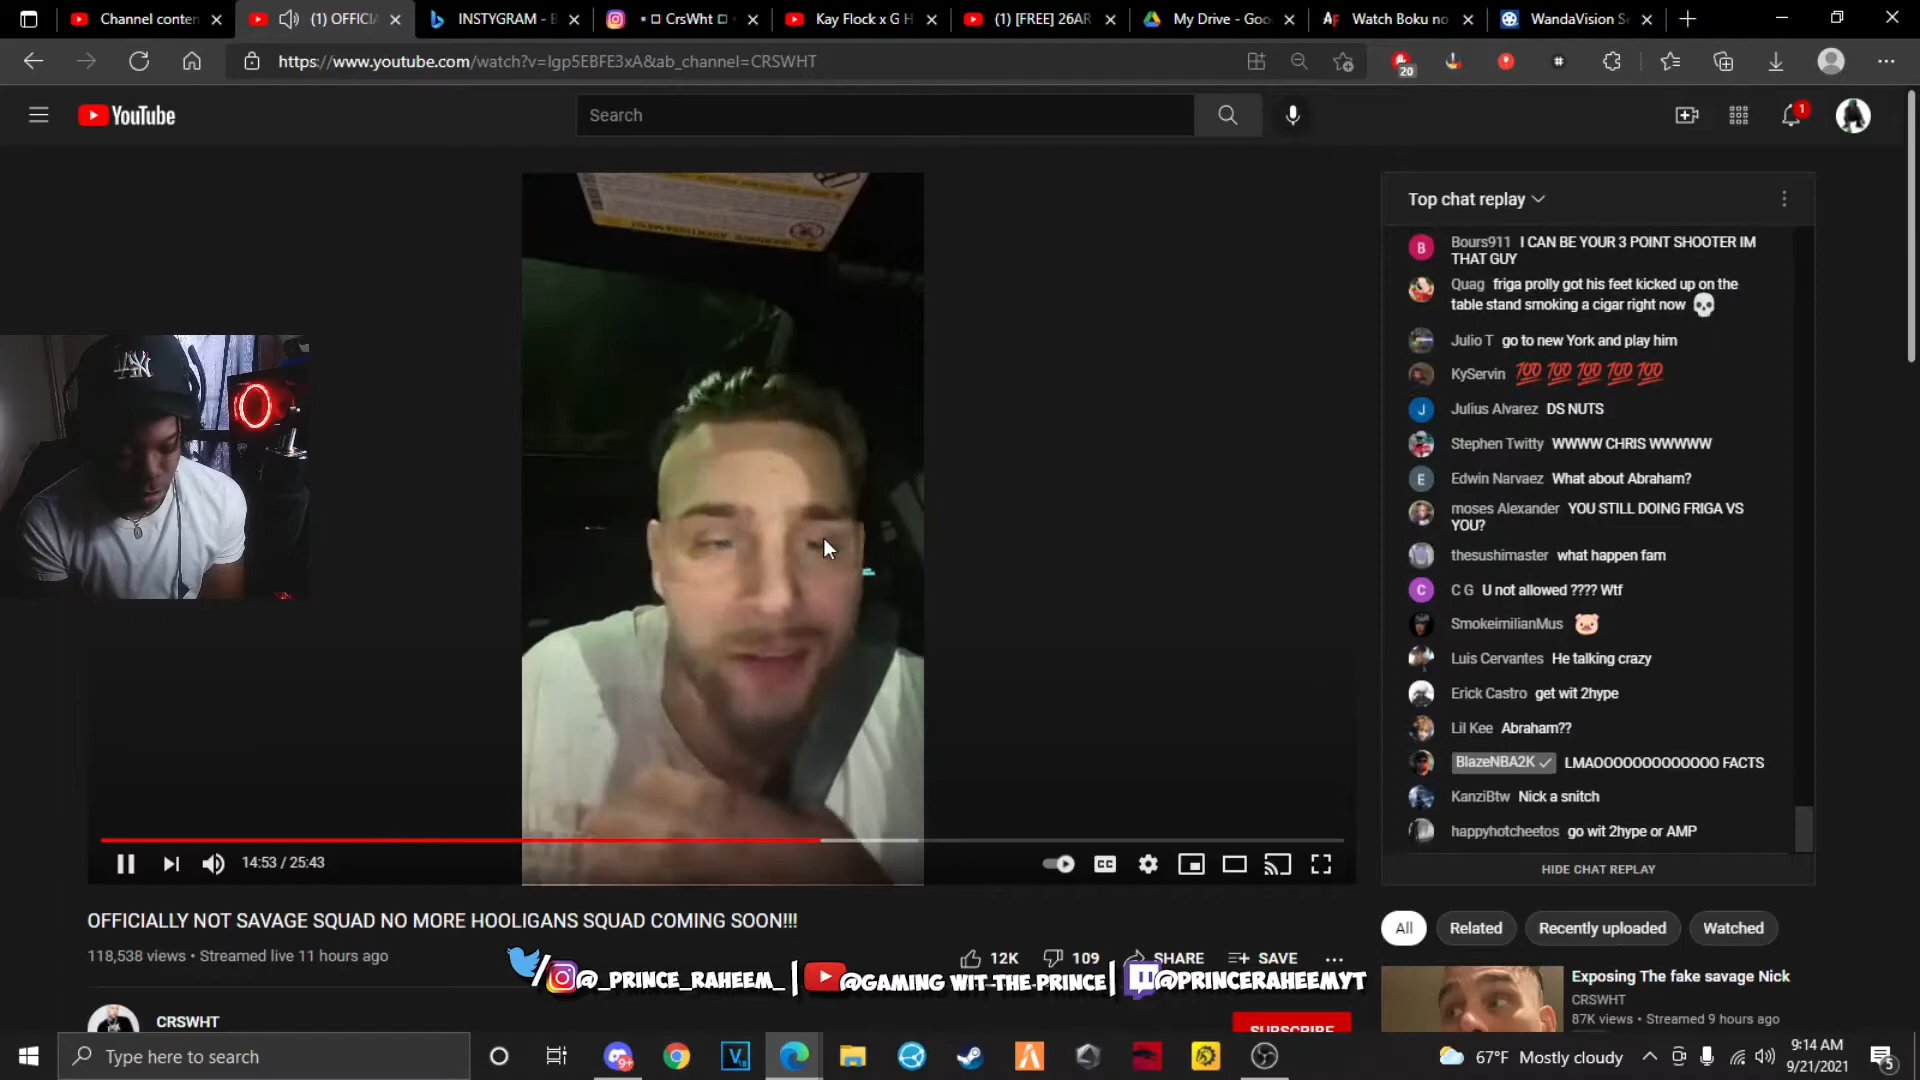 Channel conten
(1) OFFICIA
INSTYGRAM - B
CrsWht
Kay Flock x G H
(1) [FREE] 26AR
My Drive - Goo
AF Watch Boku no
WandaVision S
https://www.youtube.com/watch?v=lgp5EBFE3xA&ab_channel=CRSWHT
20
YouTube
Search
1
Top chat replay
Bours911 I CAN BE YOUR 3 POINT SHOOTER IM
THAT GUY
Quag friga prolly got his feet kicked up on the
table stand smoking a cigar right now 💀
Julio T go to new York and play him
KyServin 💯 💯 💯 💯 💯
J Julius Alvarez DS NUTS
Stephen Twitty WWWW CHRIS WWWWW
E Edwin Narvaez What about Abraham?
moses Alexander YOU STILL DOING FRIGA VS
YOU?
thesushimaster what happen fam
C C G U not allowed ???? Wtf
SmokeimilianMus 🐷
Luis Cervantes He talking crazy
Erick Castro get wit 2hype
Lil Kee Abraham??
BlazeNBA2K LMAOOOOOOOOOOOOO FACTS
KanziBtw Nick a snitch
happyhotcheetos go wit 2hype or AMP
HIDE CHAT REPLAY
14:53 / 25:43
CC
OFFICIALLY NOT SAVAGE SQUAD NO MORE HOOLIGANS SQUAD COMING SOON!!!
118,538 views • Streamed live 11 hours ago
12K
109
SHARE
SAVE
/@_PRINCE_RAHEEM_ | @GAMING WIT THE PRINCE| @PRINCERAHEEMYT
CRSWHT
SUBSCRIBE
All
Related
Recently uploaded
Watched
Exposing The fake savage Nick
CRSWHT
87K views • Streamed 9 hours ago
Type here to search
9+
67°F Mostly cloudy
9:14 AM
9/21/2021
5